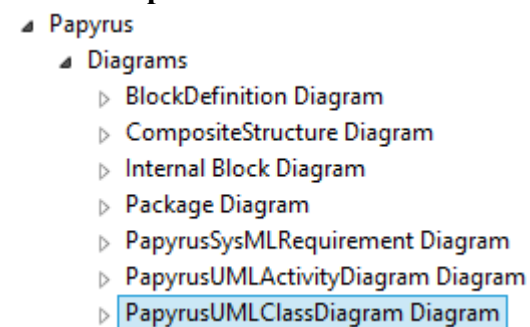 Papyrus
Diagrams
BlockDefinition Diagram
CompositeStructure Diagram
Internal Block Diagram
Package Diagram
PapyrusSysMLRequirement Diagram
PapyrusUMLActivityDiagram Diagram
PapyrusUMLClassDiagram Diagram